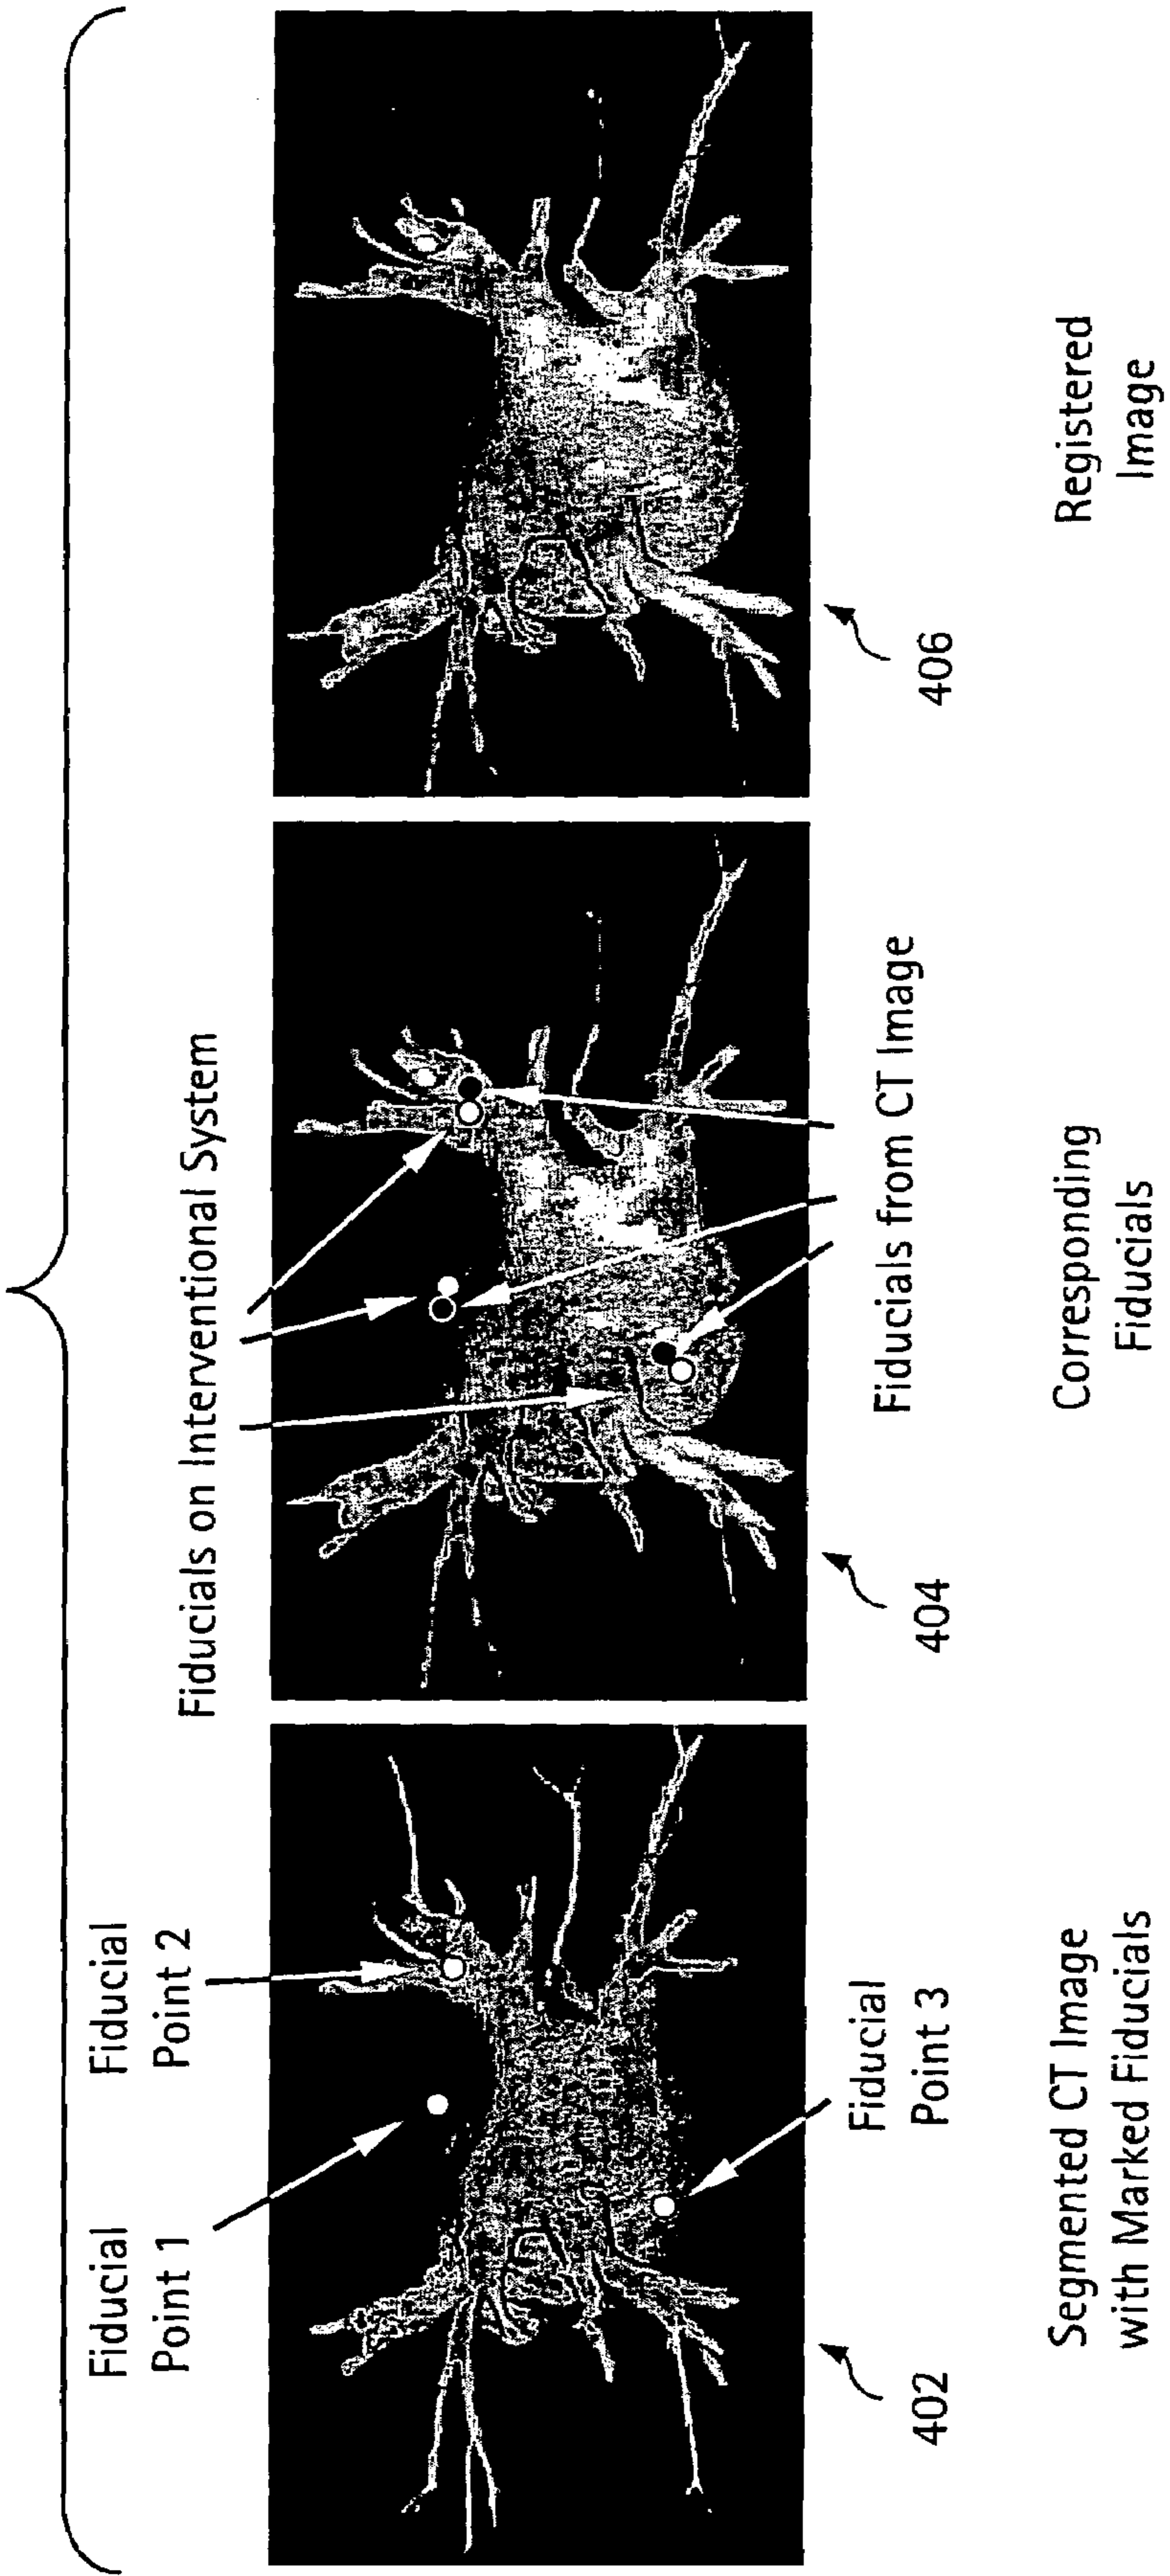 Fiducial
Point 1
Fiducial
Point 2
Fiducial
Point 3
402
Segmented CT Image
with Marked Fiducials
Fiducials on Interventional System
Fiducials from CT Image
404
Corresponding
Fiducials
406
Registered
Image